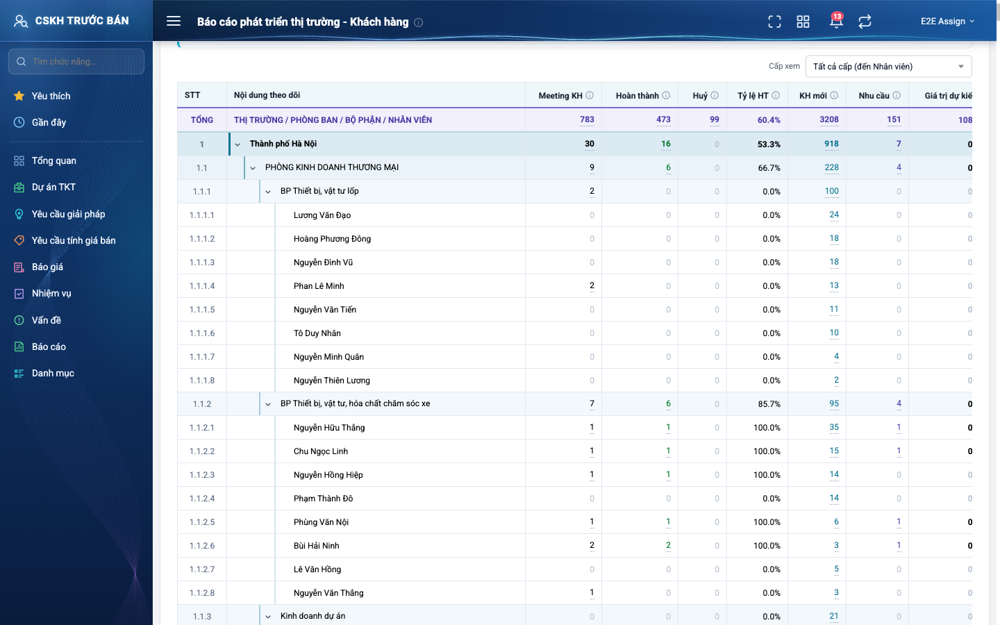 CSKH TRƯỚC BÁN
Báo cáo phát triển thị trường - Khách hàng
13
E2E Assign
Tìm chức năng...
Yêu thích
Gần đây
Tổng quan
Dự án TKT
Yêu cầu giải pháp
Yêu cầu tính giá bán
Báo giá
Nhiệm vụ
Vấn đề
Báo cáo
Danh mục
Cấp xem Tất cả cấp (đến Nhân viên)
STT Nội dung theo dõi Meeting KH Hoàn thành Huỷ Tỷ lệ HT KH mới Nhu cầu Giá trị dự kiế
TỔNG THỊ TRƯỜNG / PHÒNG BAN / BỘ PHẬN / NHÂN VIÊN 783 473 99 60.4% 3208 151 108
1 Thành phố Hà Nội 30 16 0 53.3% 918 7 0
1.1 PHÒNG KINH DOANH THƯƠNG MẠI 9 6 0 66.7% 228 4 0
1.1.1 BP Thiết bị, vật tư lốp 2 0 0 0.0% 100 0 0
1.1.1.1 Lương Văn Đạo 0 0 0 0.0% 24 0 0
1.1.1.2 Hoàng Phương Đông 0 0 0 0.0% 18 0 0
1.1.1.3 Nguyễn Đình Vũ 0 0 0 0.0% 18 0 0
1.1.1.4 Phan Lê Minh 2 0 0 0.0% 13 0 0
1.1.1.5 Nguyễn Văn Tiến 0 0 0 0.0% 11 0 0
1.1.1.6 Tô Duy Nhân 0 0 0 0.0% 10 0 0
1.1.1.7 Nguyễn Minh Quân 0 0 0 0.0% 4 0 0
1.1.1.8 Nguyễn Thiên Lương 0 0 0 0.0% 2 0 0
1.1.2 BP Thiết bị, vật tư, hóa chất chăm sóc xe 7 6 0 85.7% 95 4 0
1.1.2.1 Nguyễn Hữu Thắng 1 1 0 100.0% 35 1 0
1.1.2.2 Chu Ngọc Linh 1 1 0 100.0% 15 1 0
1.1.2.3 Nguyễn Hồng Hiệp 1 1 0 100.0% 14 0 0
1.1.2.4 Phạm Thành Đô 0 0 0 0.0% 14 0 0
1.1.2.5 Phùng Văn Nội 1 1 0 100.0% 6 1 0
1.1.2.6 Bùi Hải Ninh 2 2 0 100.0% 3 1 0
1.1.2.7 Lê Văn Hồng 0 0 0 0.0% 5 0 0
1.1.2.8 Nguyễn Văn Thắng 1 0 0 0.0% 3 0 0
1.1.3 Kinh doanh dự án 0 0 0 0.0% 21 0 0